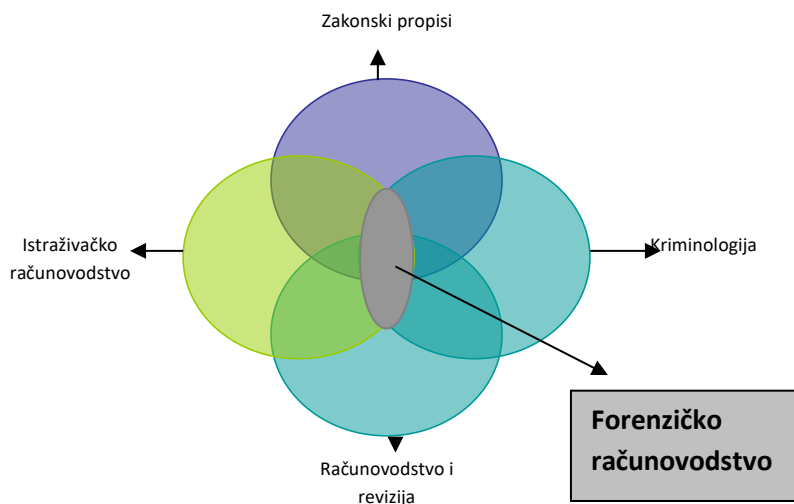 Zakonski propisi
Istraživačko
računovodstvo
Kriminologija
Forenzičko
računovodstvo
Računovodstvo i
revizija